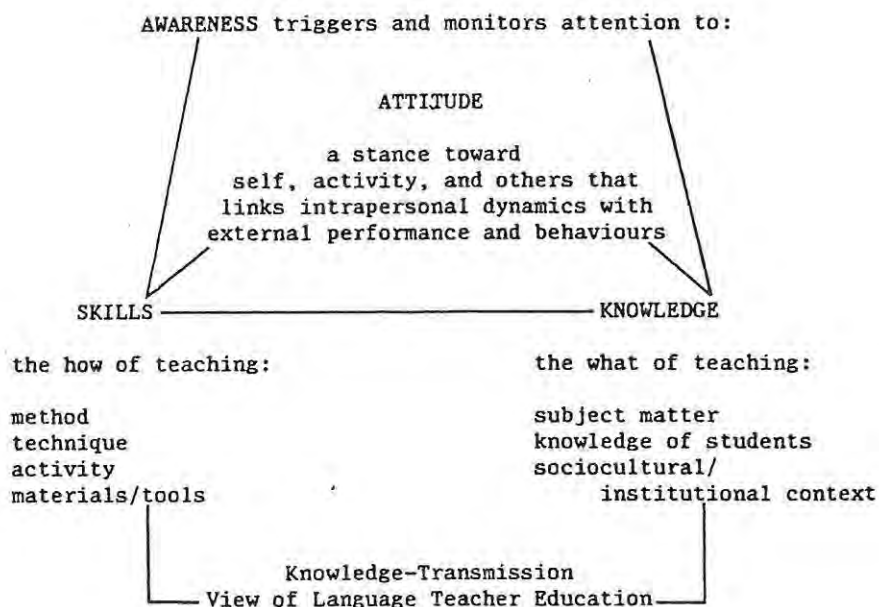 AWARENESS triggers and monitors attention to:
ATTITUDE
a stance toward
self, activity, and others that
links intrapersonal dynamics with
external performance and behaviours
SKILLS
KNOWLEDGE
the how of teaching:
method
technique
activity
materials/tools
the what of teaching:
subject matter
knowledge of students
sociocultural/
institutional context
Knowledge-Transmission
View of Language Teacher Education